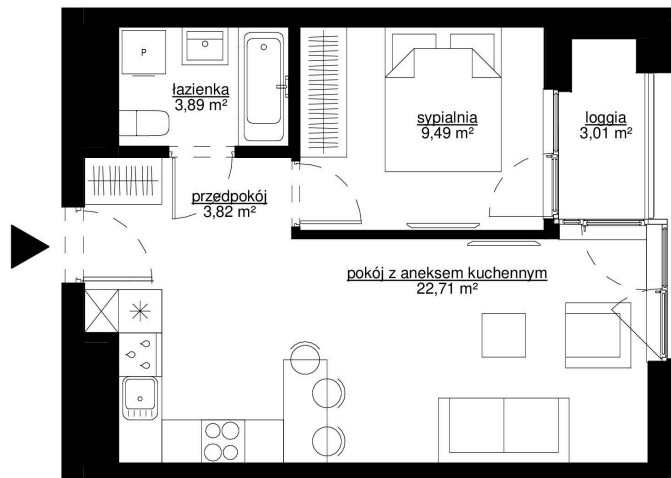 P
łazienka
3,89 m²
sypialnia
9,49 m²
loggia
3,01 m²
przedpokój
3,82 m²
pokój z aneksem kuchennym
22,71 m²